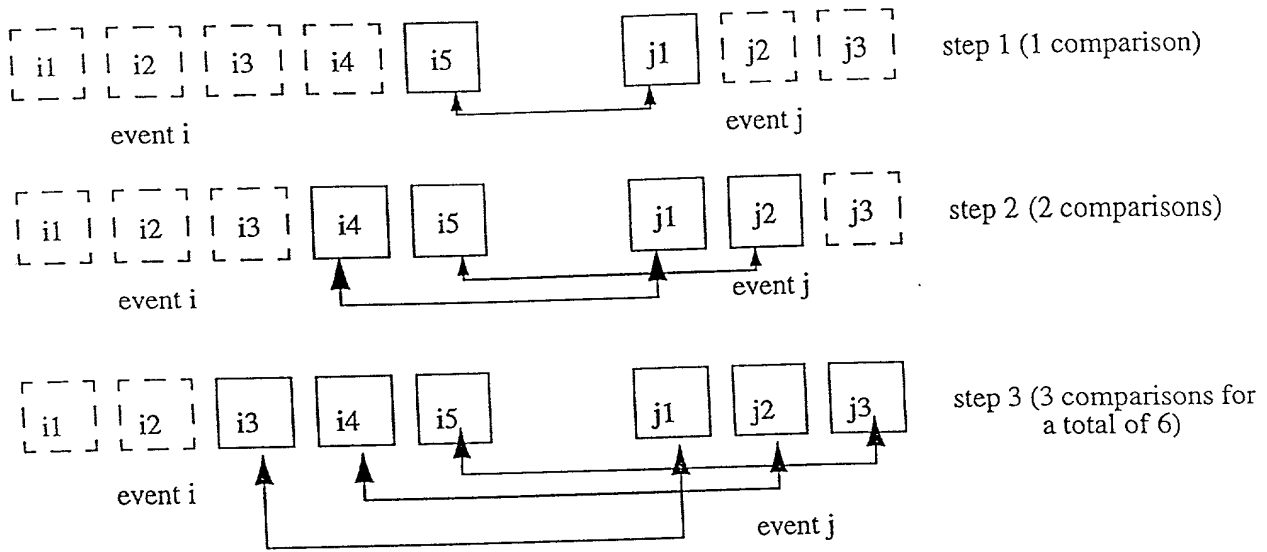 i1 i2 i3 i4 i5 j1 j2 j3 step 1 (1 comparison)
event i event j
i1 i2 i3 i4 i5 j1 j2 j3 step 2 (2 comparisons)
event i event j
i1 i2 i3 i4 i5 j1 j2 j3 step 3 (3 comparisons for
a total of 6)
event i event j